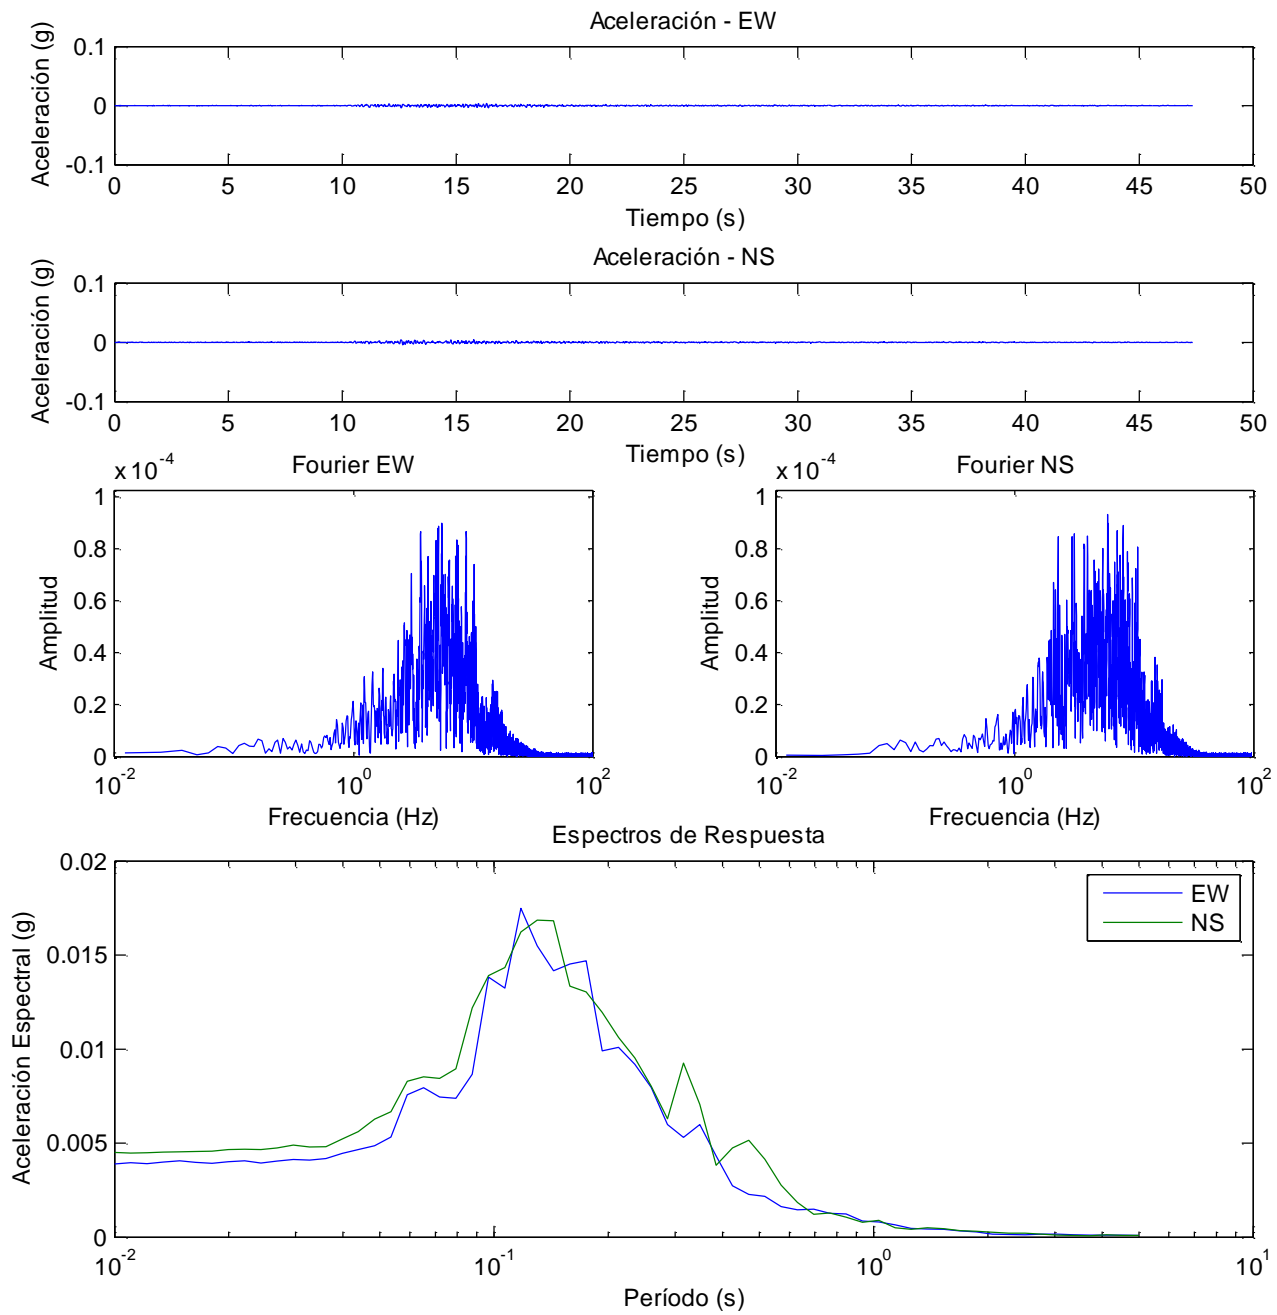 Aceleración - EW
Aceleración (g)
0.1
0
-0.1
0 5 10 15 20 25 30 35 40 45 50
Tiempo (s)
Aceleración - NS
Aceleración (g)
0.1
0
-0.1
0 5 10 15 20 25 30 35 40 45 50
Tiempo (s)
x 10^-4 Fourier EW
Amplitud
1
0.8
0.6
0.4
0.2
0
10^-2 10^0 10^2
Frecuencia (Hz)
x 10^-4 Fourier NS
Amplitud
1
0.8
0.6
0.4
0.2
0
10^-2 10^0 10^2
Frecuencia (Hz)
Espectros de Respuesta
Aceleración Espectral (g)
0.02
0.015
0.01
0.005
0
EW
NS
10^-2 10^-1 10^0 10^1
Período (s)